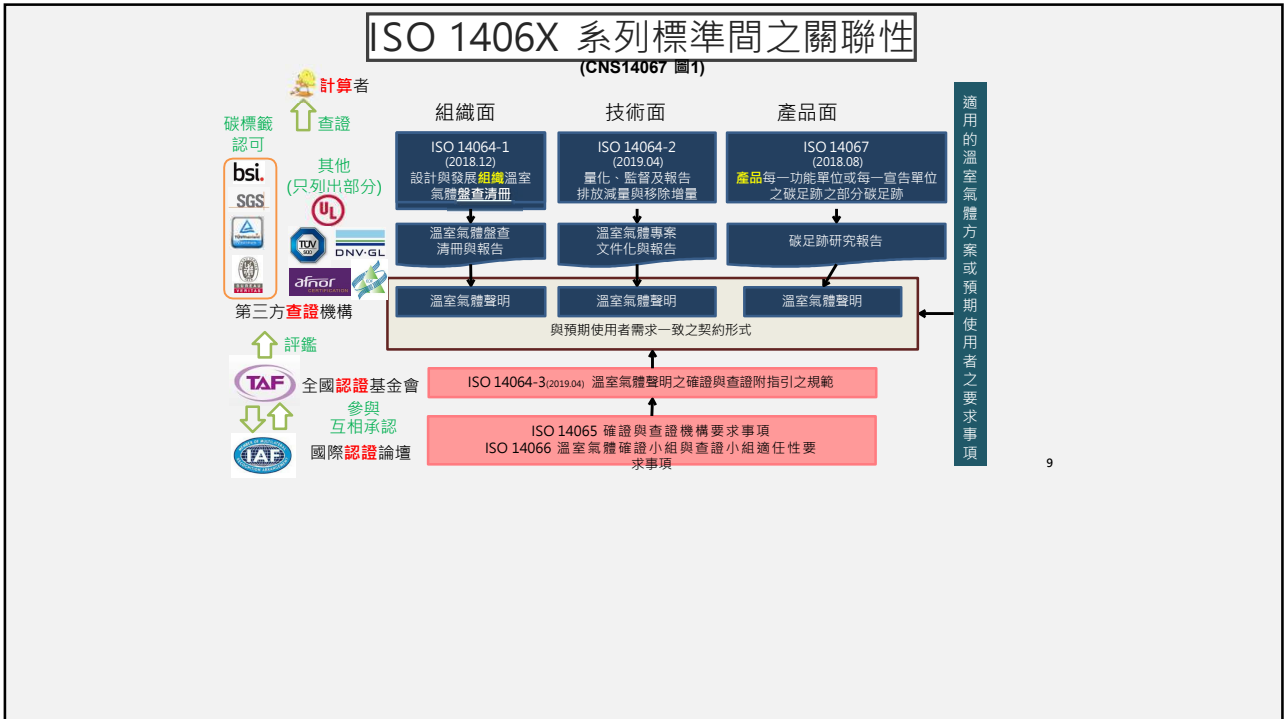 ISO 1406X 系列標準間之關聯性
(CNS14067 圖1)
計算者
查證
碳標籤
認可
其他
(只列出部分)
bsi.
SGS
UL
TÜV
SÜD
DNV·GL
BUREAU
VERITAS
afnor
CERTIFICATION
第三方查證機構
評鑑
TAF
全國認證基金會
參與
互相承認
IAF
國際認證論壇
組織面
ISO 14064-1
(2018.12)
設計與發展組織溫室
氣體盤查清冊
溫室氣體盤查
清冊與報告
溫室氣體聲明
技術面
ISO 14064-2
(2019.04)
量化、監督及報告
排放減量與移除增量
溫室氣體專案
文件化與報告
溫室氣體聲明
產品面
ISO 14067
(2018.08)
產品每一功能單位或每一宣告單位
之碳足跡之部分碳足跡
碳足跡研究報告
溫室氣體聲明
與預期使用者需求一致之契約形式
ISO 14064-3(2019.04) 溫室氣體聲明之確證與查證附指引之規範
ISO 14065 確證與查證機構要求事項
ISO 14066 溫室氣體確證小組與查證小組適任性要
求事項
適用的溫室氣體方案或預期使用者之要求事項
9